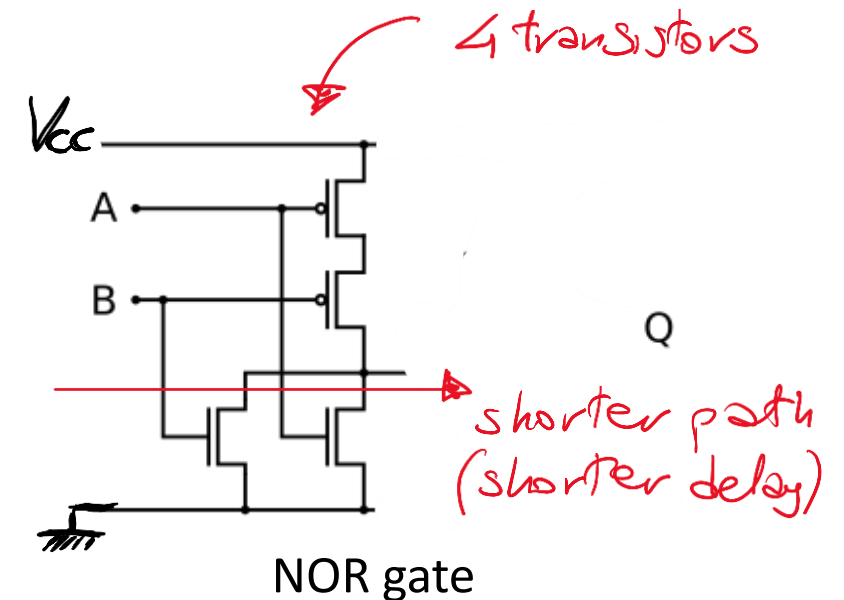 4 transistors
Vcc
A
B
Q
shorter path
(shorter delay)
NOR gate